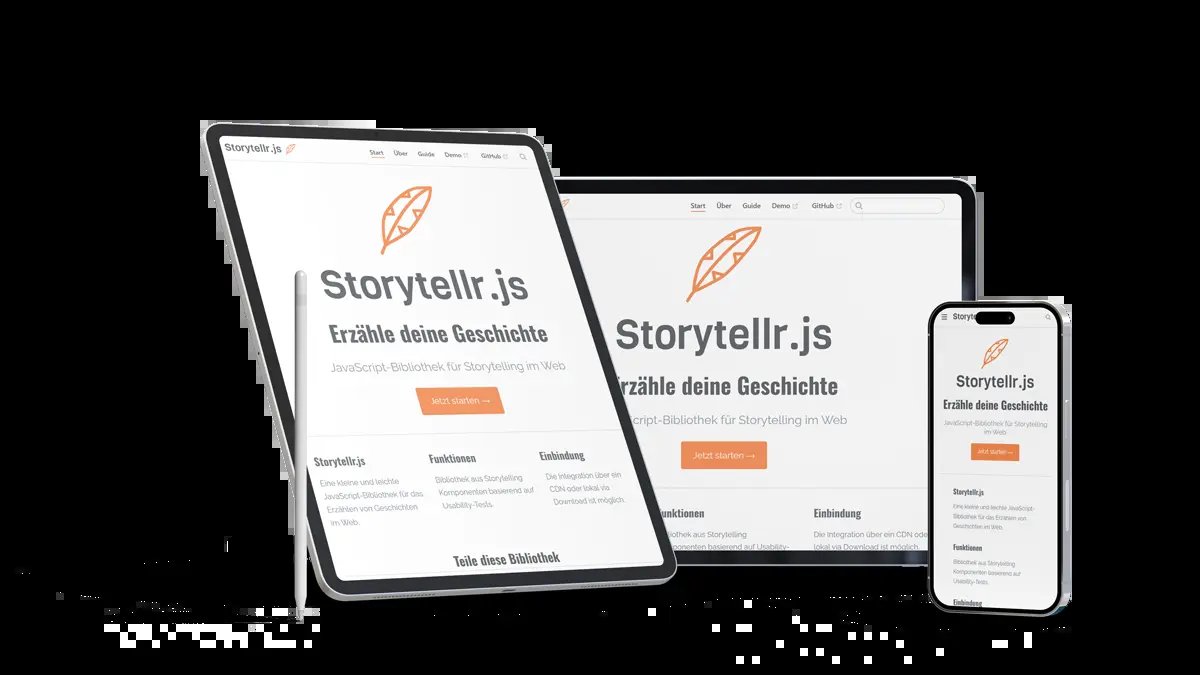 Storytellr.js
Start Über Guide Demo GitHub
Storytellr.js
Erzähle deine Geschichte
JavaScript-Bibliothek für Storytelling im Web
Jetzt starten →
Storytellr.js
Eine kleine und leichte
JavaScript-Bibliothek für das
Erzählen von Geschichten
im Web.
Funktionen
Bibliothek aus Storytelling
Komponenten basierend auf
Usability-Tests.
Einbindung
Die Integration über ein
CDN oder lokal via
Download ist möglich.
Teile diese Bibliothek
Start Über Guide Demo GitHub
Storytellr.js
rzähle deine Geschichte
Script-Bibliothek für Storytelling im Web
Jetzt starten →
unktionen
liothek aus Storytelling
ponenten basierend auf Usability-
Einbindung
Die Integration über ein CDN ode
lokal via Download ist möglich.
Storyte
Storytellr.js
Erzähle deine Geschichte
JavaScript-Bibliothek für Storytelling
im Web
Jetzt starten →
Storytellr.js
Eine kleine und leichte JavaScript-
Bibliothek für das Erzählen von
Geschichten im Web.
Funktionen
Bibliothek aus Storytelling
Komponenten basierend auf
Usability-Tests.
Einbindung